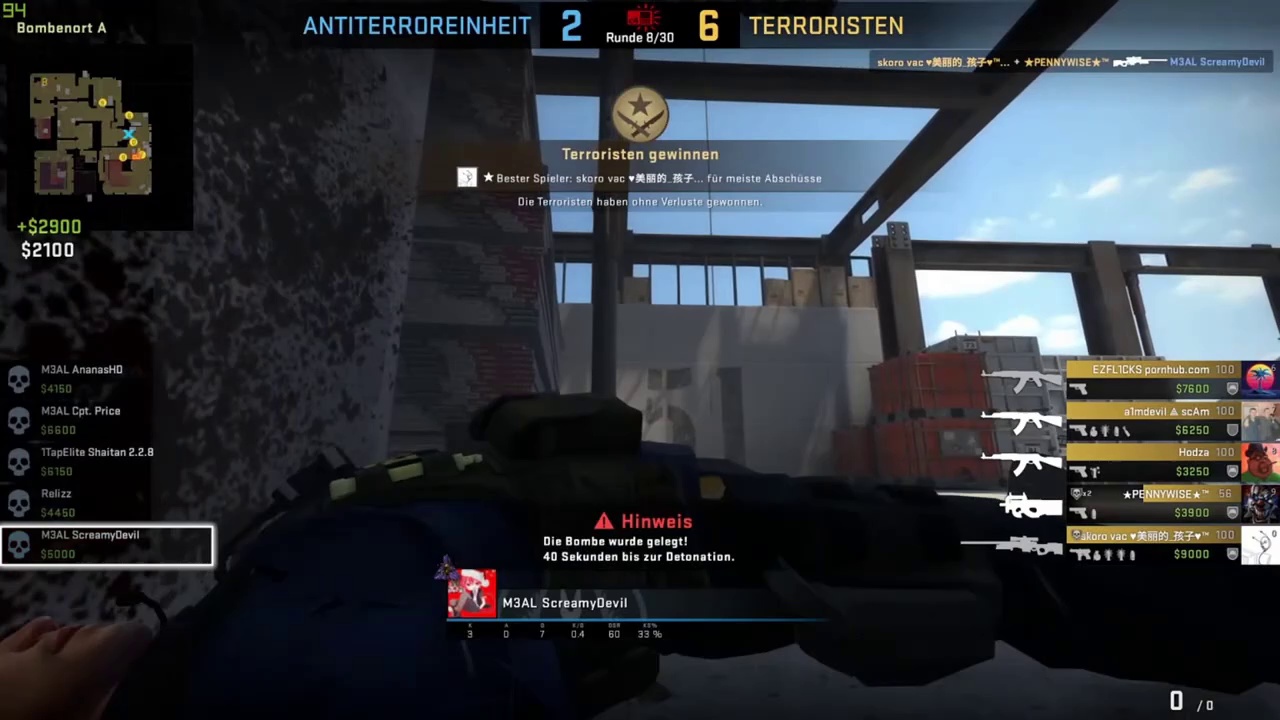 94
Bombenort A
ANTITERROREINHEIT 2
Runde 8/30
6 TERRORISTEN
skoro vac ♥美丽的_孩子♥™... + ★PENNYWISE★™ M3AL ScreamyDevil
B
Terroristen gewinnen
★ Bester Spieler: skoro vac ♥美丽的_孩子... für meiste Abschüsse
Die Terroristen haben ohne Verluste gewonnen.
+$2900
$2100
M3AL AnanasHD
$4150
M3AL Cpt. Price
$6600
1TapElite Shaitan 2.2.8
$6150
Relizz
$4450
M3AL ScreamyDevil
$5000
EZFL1CKS pornhub.com 100
$7600
a1mdevil ⟁ scAm 100
$6250
Hodza 100
$3250
x2 ★PENNYWISE★™ 56
$3900
skoro vac ♥美丽的_孩子♥™ 100
$9000
Hinweis
Die Bombe wurde gelegt!
40 Sekunden bis zur Detonation.
M3AL ScreamyDevil
K A D K/D DSR KS%
3 0 7 0.4 60 33 %
0 / 0